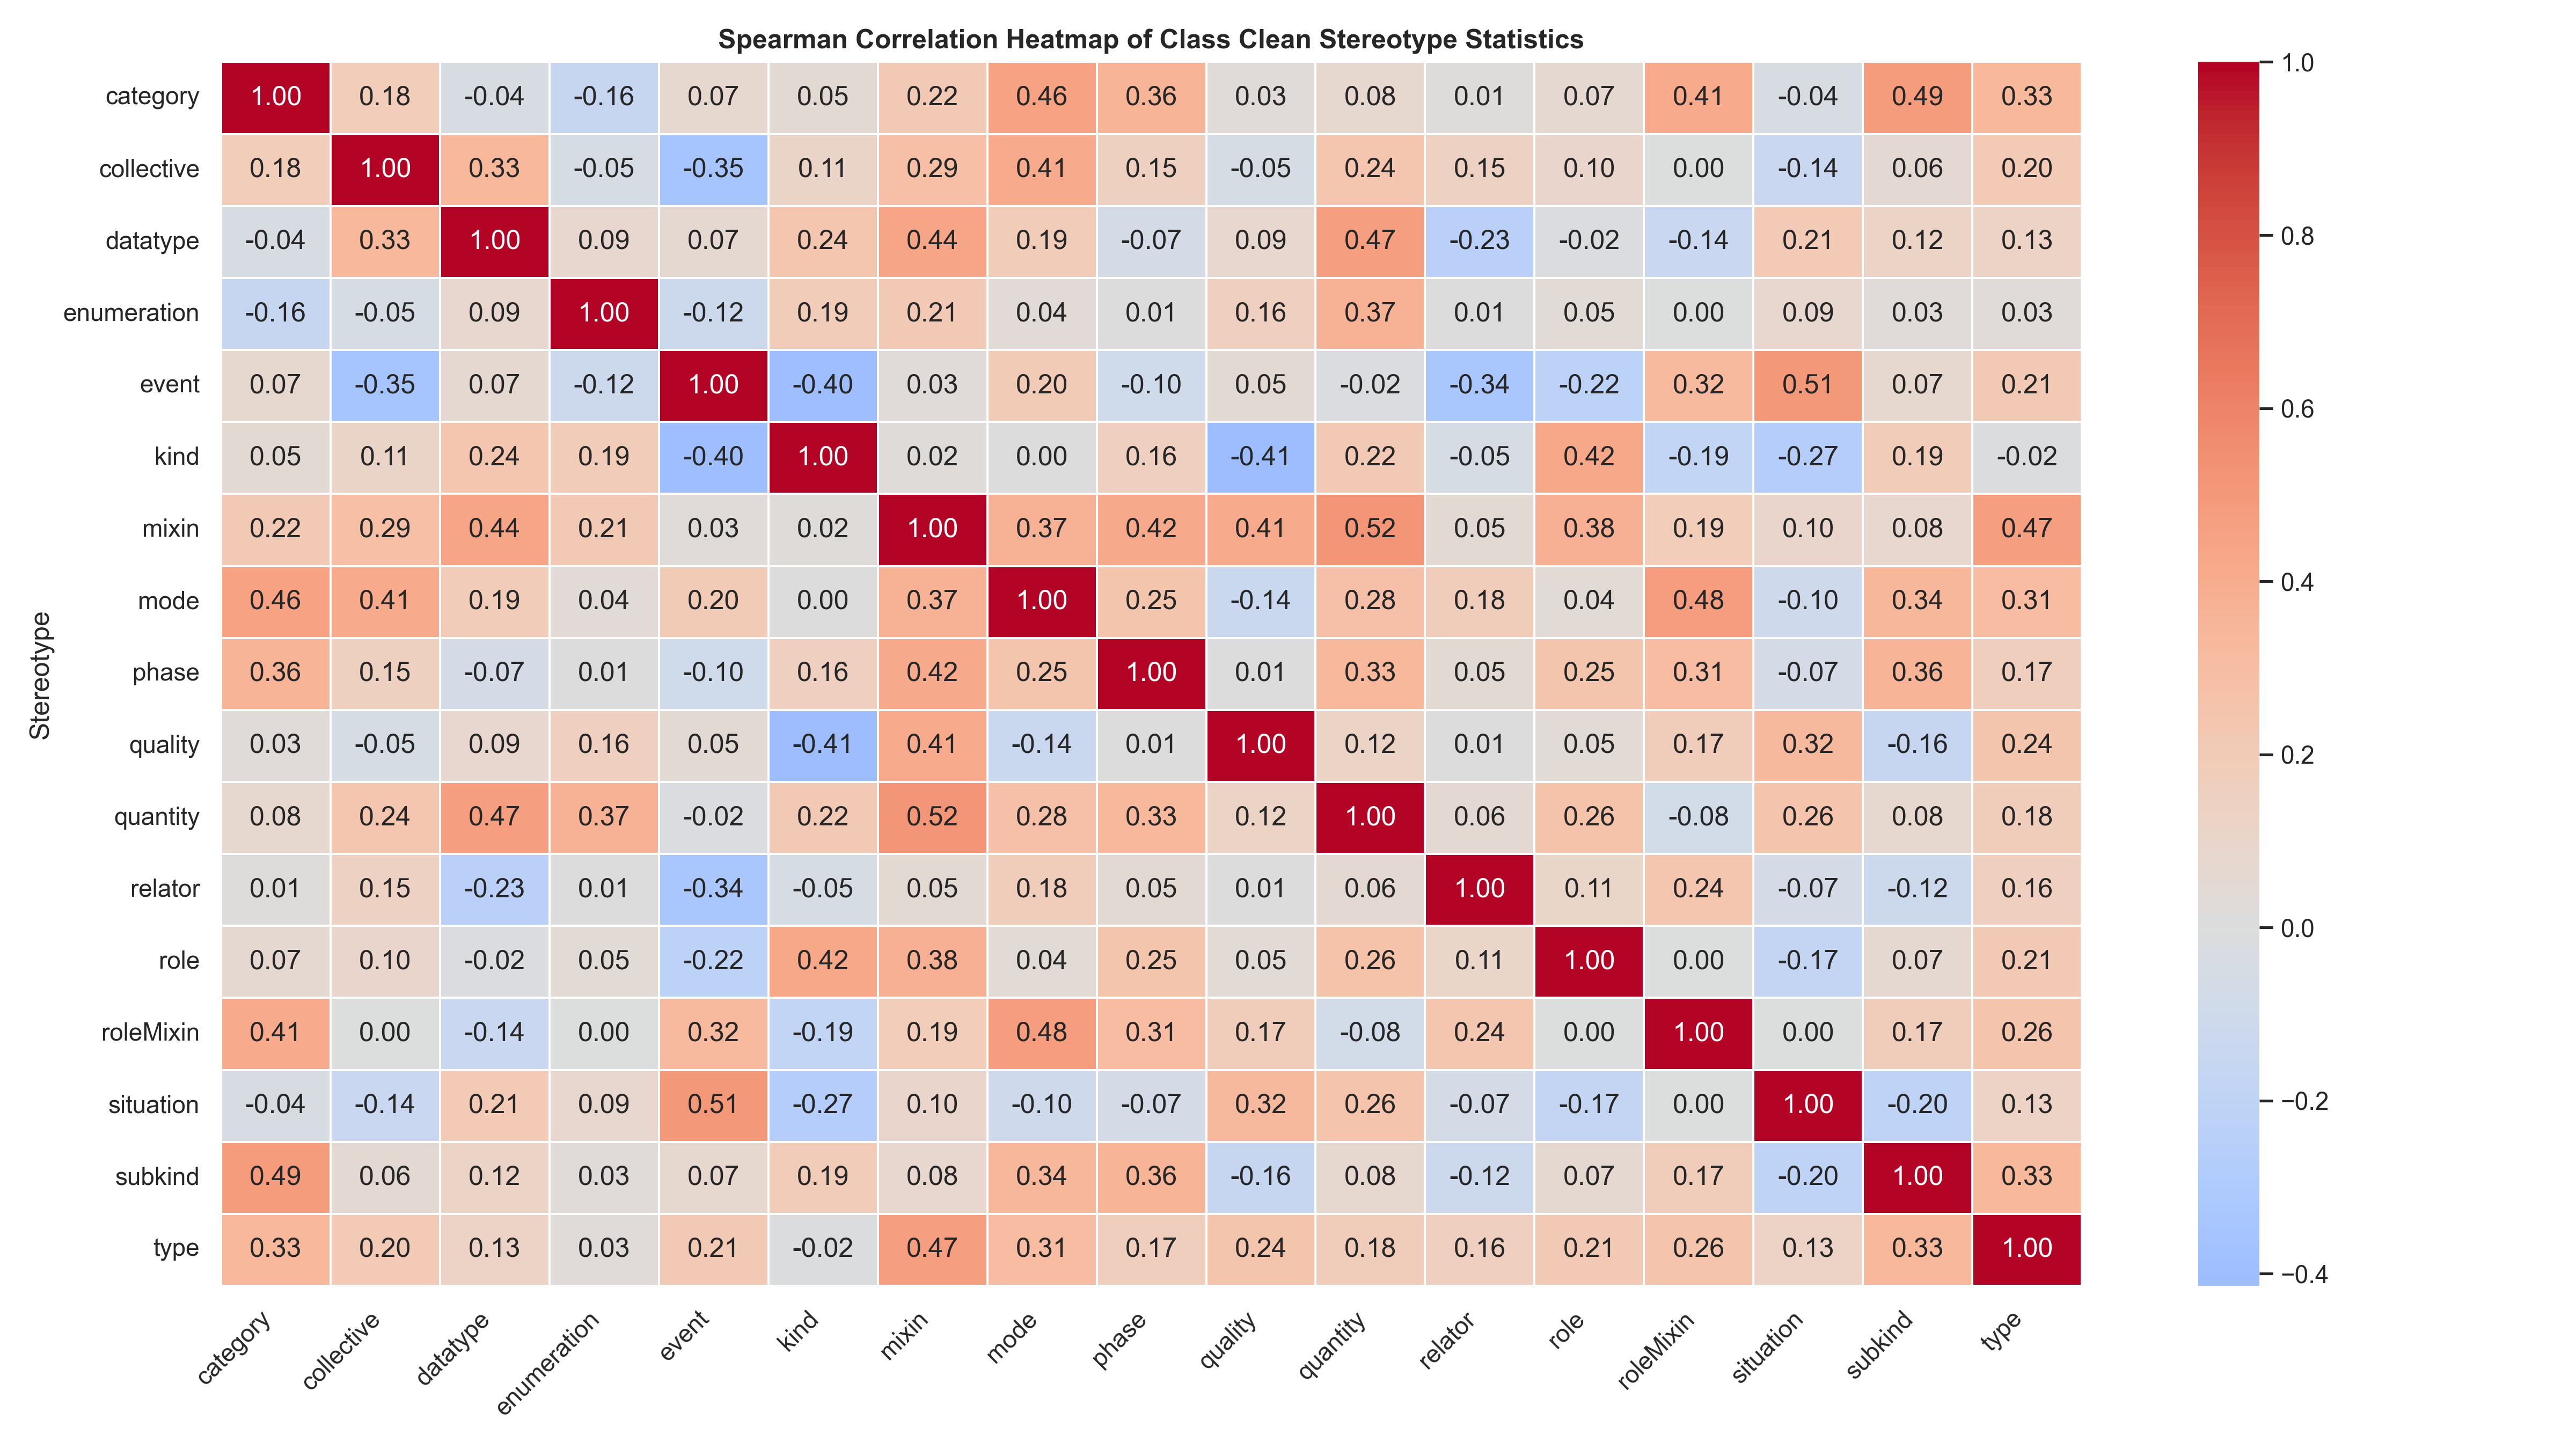 Spearman Correlation Heatmap of Class Clean Stereotype Statistics
category 1.00 0.18 -0.04 -0.16 0.07 0.05 0.22 0.46 0.36 0.03 0.08 0.01 0.07 0.41 -0.04 0.49 0.33
collective 0.18 1.00 0.33 -0.05 -0.35 0.11 0.29 0.41 0.15 -0.05 0.24 0.15 0.10 0.00 -0.14 0.06 0.20
datatype -0.04 0.33 1.00 0.09 0.07 0.24 0.44 0.19 -0.07 0.09 0.47 -0.23 -0.02 -0.14 0.21 0.12 0.13
enumeration -0.16 -0.05 0.09 1.00 -0.12 0.19 0.21 0.04 0.01 0.16 0.37 0.01 0.05 0.00 0.09 0.03 0.03
event 0.07 -0.35 0.07 -0.12 1.00 -0.40 0.03 0.20 -0.10 0.05 -0.02 -0.34 -0.22 0.32 0.51 0.07 0.21
kind 0.05 0.11 0.24 0.19 -0.40 1.00 0.02 0.00 0.16 -0.41 0.22 -0.05 0.42 -0.19 -0.27 0.19 -0.02
mixin 0.22 0.29 0.44 0.21 0.03 0.02 1.00 0.37 0.42 0.41 0.52 0.05 0.38 0.19 0.10 0.08 0.47
mode 0.46 0.41 0.19 0.04 0.20 0.00 0.37 1.00 0.25 -0.14 0.28 0.18 0.04 0.48 -0.10 0.34 0.31
phase 0.36 0.15 -0.07 0.01 -0.10 0.16 0.42 0.25 1.00 0.01 0.33 0.05 0.25 0.31 -0.07 0.36 0.17
quality 0.03 -0.05 0.09 0.16 0.05 -0.41 0.41 -0.14 0.01 1.00 0.12 0.01 0.05 0.17 0.32 -0.16 0.24
quantity 0.08 0.24 0.47 0.37 -0.02 0.22 0.52 0.28 0.33 0.12 1.00 0.06 0.26 -0.08 0.26 0.08 0.18
relator 0.01 0.15 -0.23 0.01 -0.34 -0.05 0.05 0.18 0.05 0.01 0.06 1.00 0.11 0.24 -0.07 -0.12 0.16
role 0.07 0.10 -0.02 0.05 -0.22 0.42 0.38 0.04 0.25 0.05 0.26 0.11 1.00 0.00 -0.17 0.07 0.21
roleMixin 0.41 0.00 -0.14 0.00 0.32 -0.19 0.19 0.48 0.31 0.17 -0.08 0.24 0.00 1.00 0.00 0.17 0.26
situation -0.04 -0.14 0.21 0.09 0.51 -0.27 0.10 -0.10 -0.07 0.32 0.26 -0.07 -0.17 0.00 1.00 -0.20 0.13
subkind 0.49 0.06 0.12 0.03 0.07 0.19 0.08 0.34 0.36 -0.16 0.08 -0.12 0.07 0.17 -0.20 1.00 0.33
type 0.33 0.20 0.13 0.03 0.21 -0.02 0.47 0.31 0.17 0.24 0.18 0.16 0.21 0.26 0.13 0.33 1.00
category collective datatype enumeration event kind mixin mode phase quality quantity relator role roleMixin situation subkind type
Stereotype
1.0
0.8
0.6
0.4
0.2
0.0
−0.2
−0.4